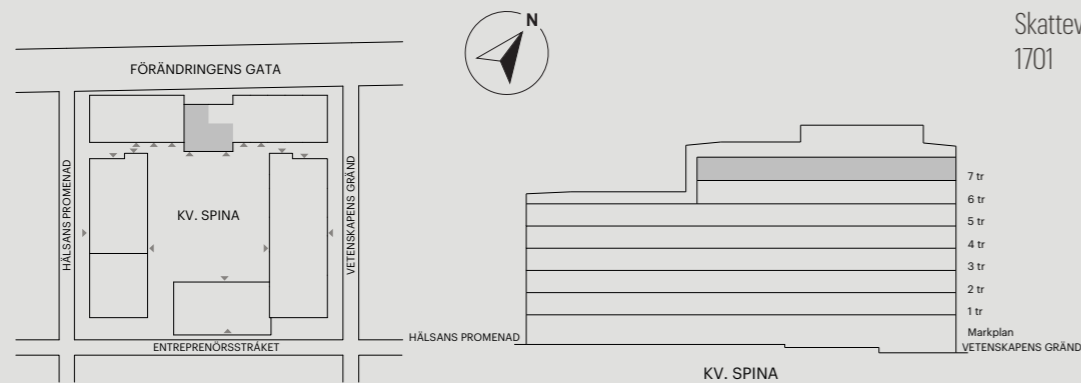 Skattev
1701
N
FÖRÄNDRINGENS GATA
HÄLSANS PROMENAD
VETENSKAPENS GRÄND
KV. SPINA
ENTREPRENÖRSSTRÅKET
7 tr
6 tr
5 tr
4 tr
3 tr
2 tr
1 tr
Markplan
HÄLSANS PROMENAD
VETENSKAPENS GRÄND
KV. SPINA